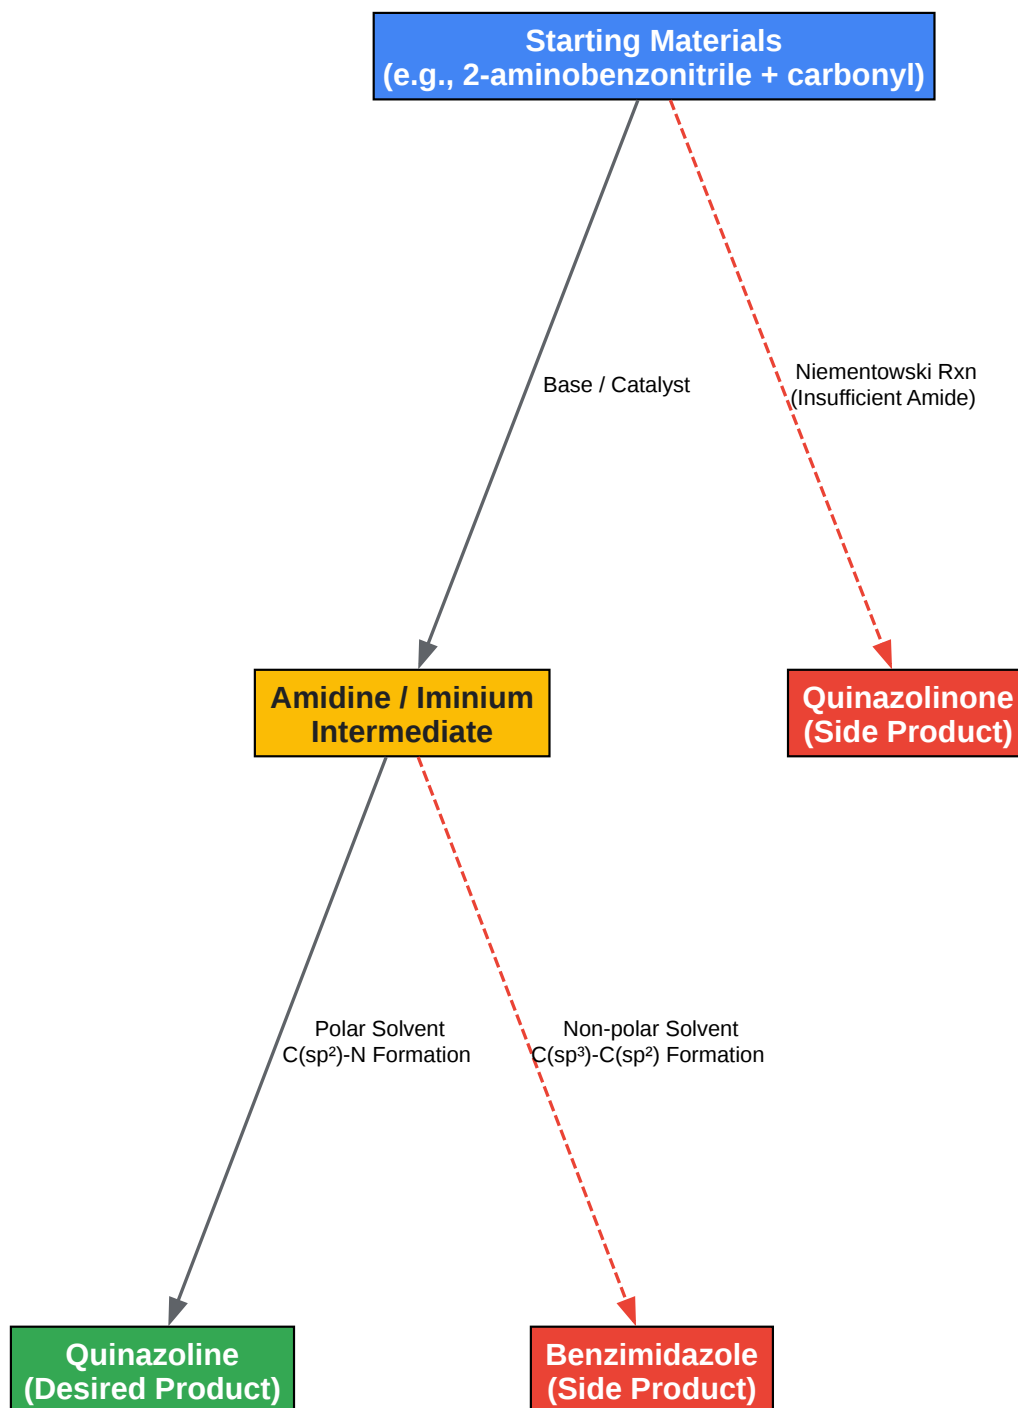 Starting Materials
(e.g., 2-aminobenzonitrile + carbonyl)
Base / Catalyst
Niementowski Rxn
(Insufficient Amide)
Amidine / Iminium
Intermediate
Quinazolinone
(Side Product)
Polar Solvent
C(sp²)-N Formation
Non-polar Solvent
C(sp³)-C(sp²) Formation
Quinazoline
(Desired Product)
Benzimidazole
(Side Product)